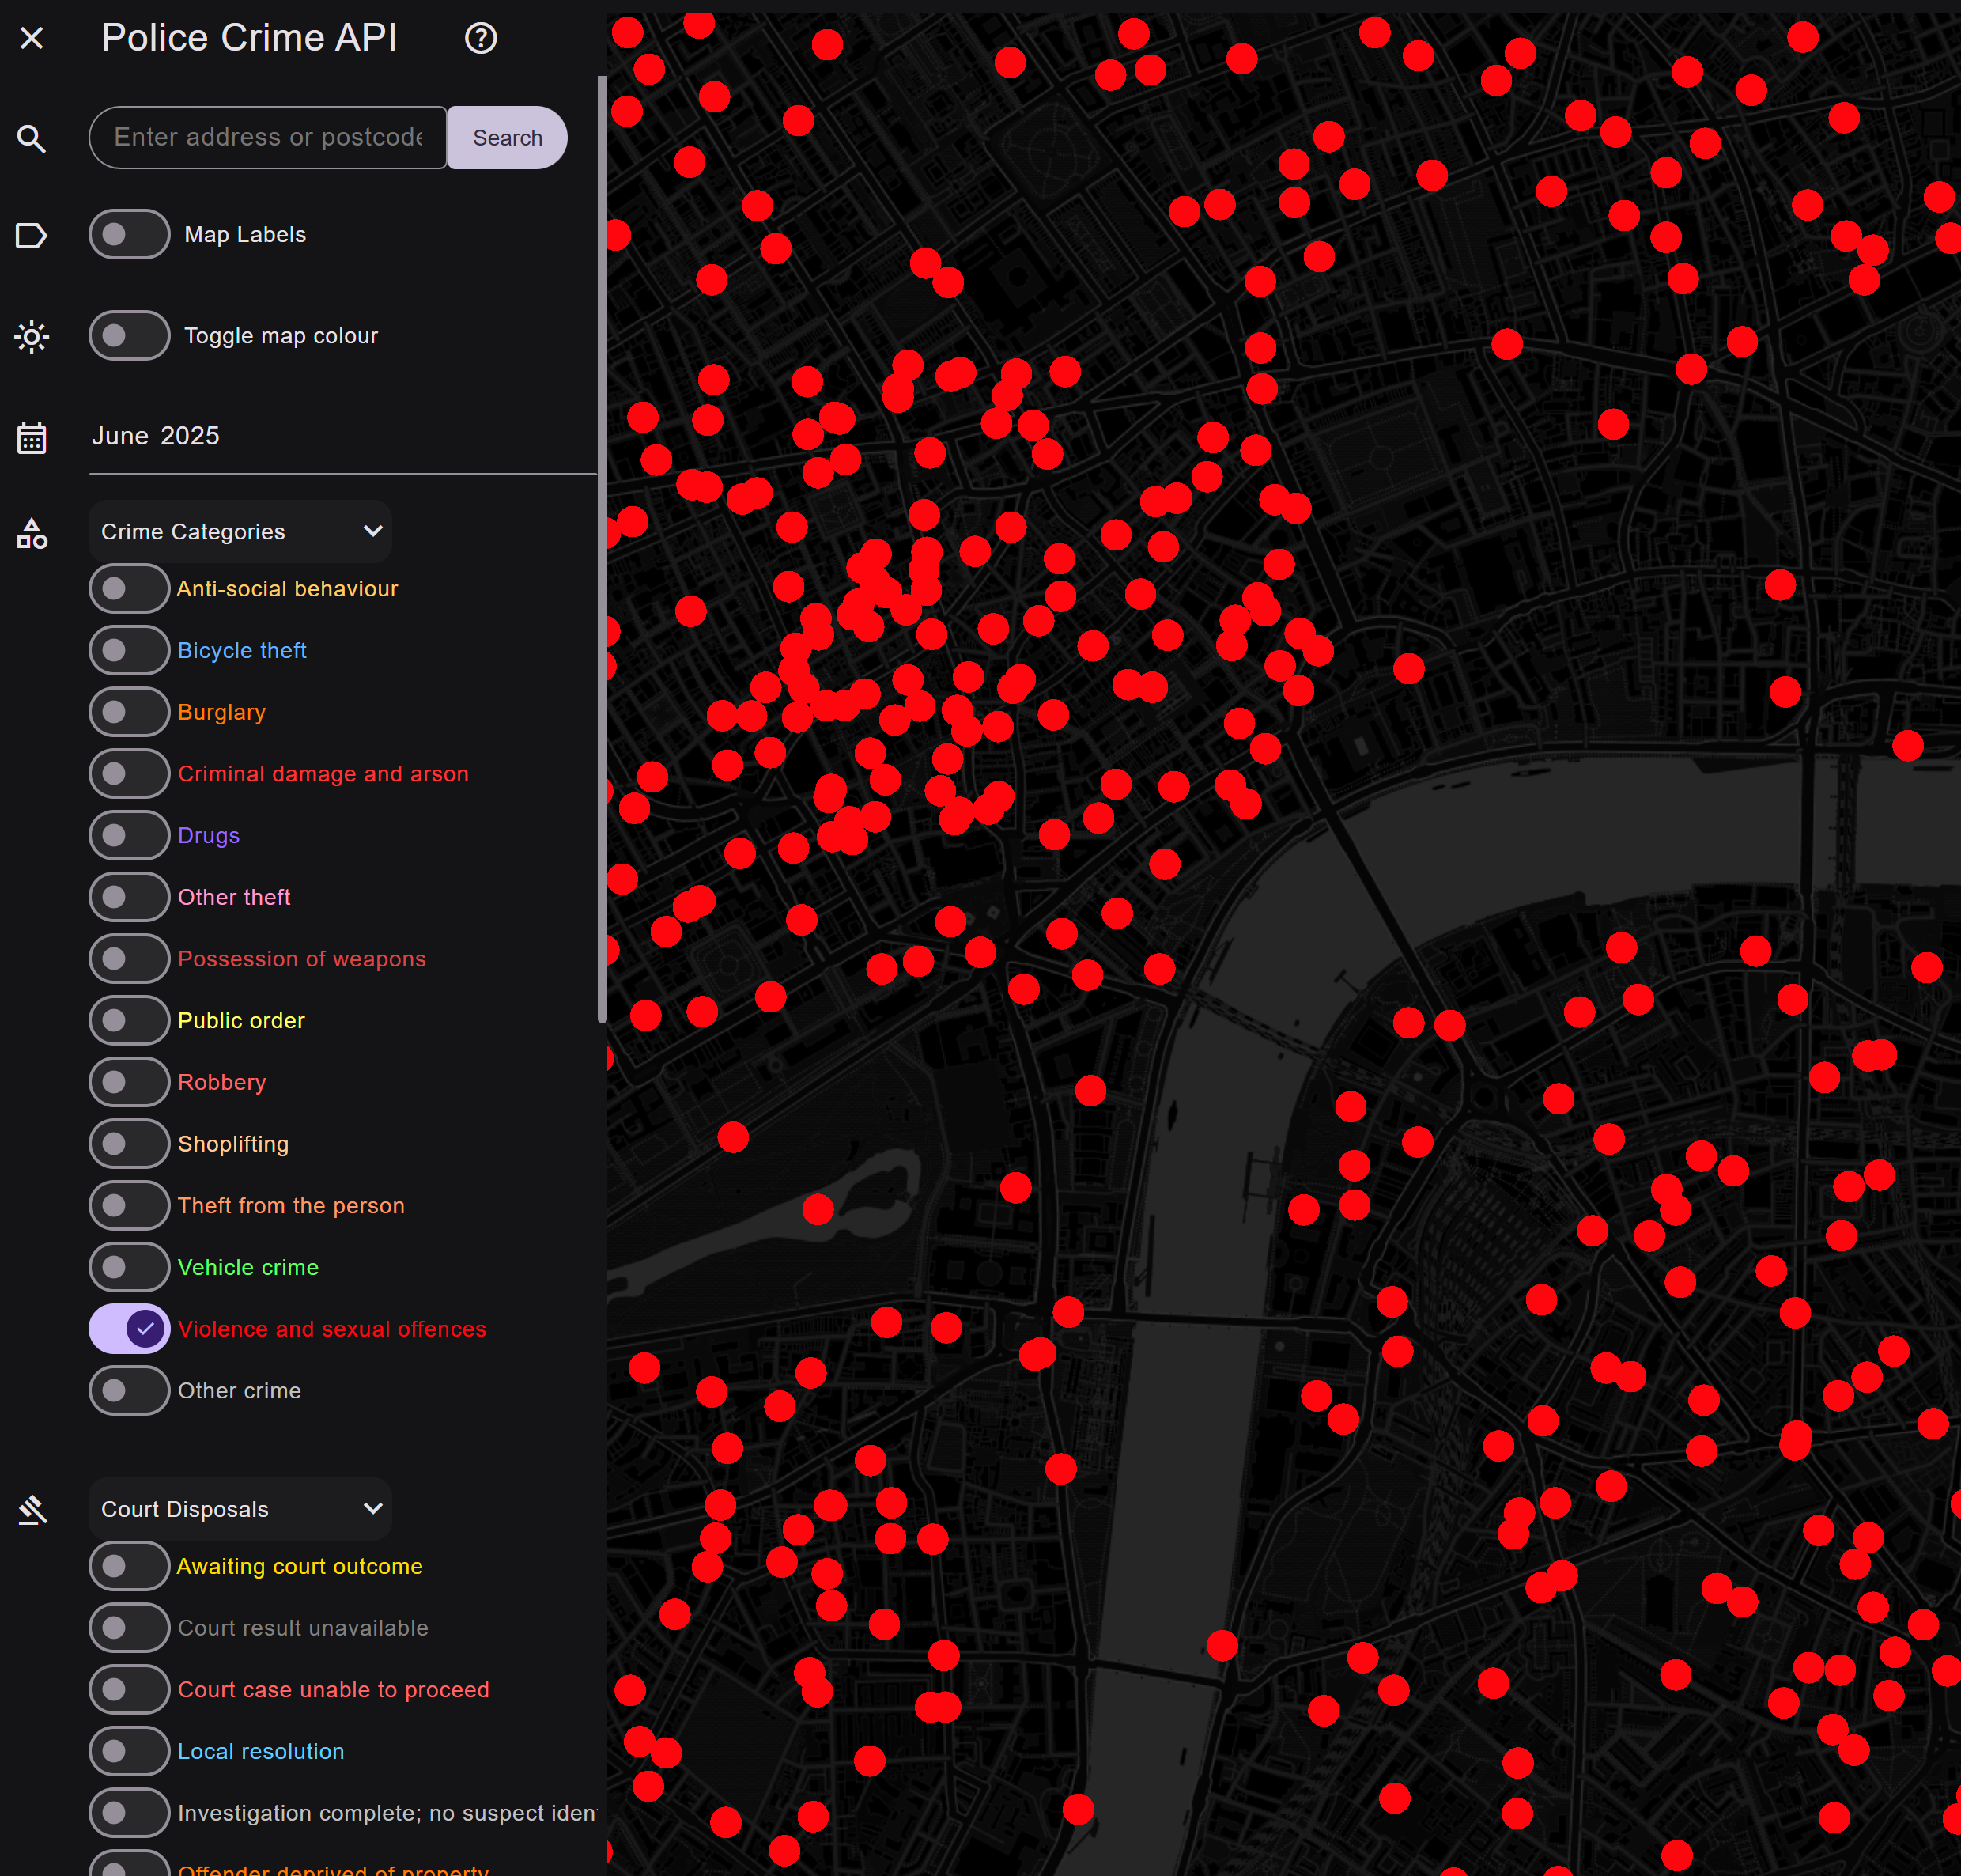 Police Crime API
Enter address or postcode
Search
Map Labels
Toggle map colour
June 2025
Crime Categories
Anti-social behaviour
Bicycle theft
Burglary
Criminal damage and arson
Drugs
Other theft
Possession of weapons
Public order
Robbery
Shoplifting
Theft from the person
Vehicle crime
Violence and sexual offences
Other crime
Court Disposals
Awaiting court outcome
Court result unavailable
Court case unable to proceed
Local resolution
Investigation complete; no suspect iden
Offender deprived of property